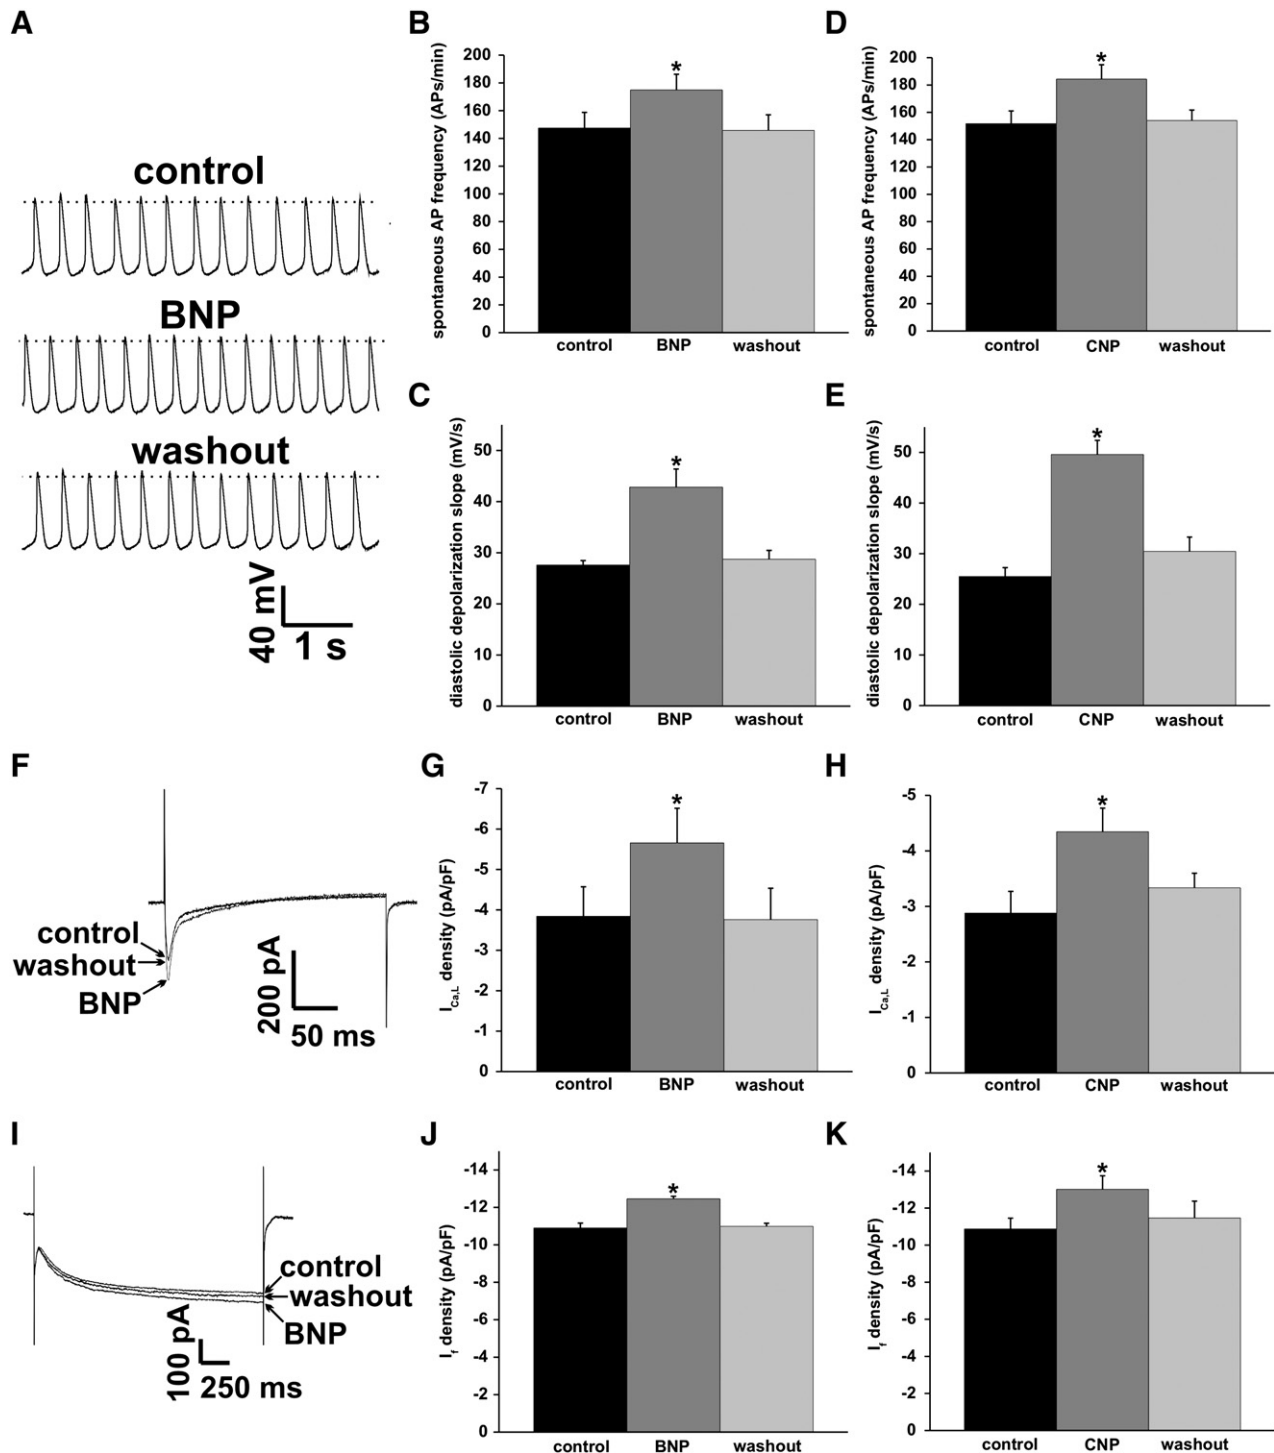 A
control
BNP
washout
40 mV
1 s
B
spontaneous AP frequency (APs/min)
200
180
160
140
120
100
80
60
40
20
0
*
control BNP washout
D
spontaneous AP frequency (APs/min)
200
180
160
140
120
100
80
60
40
20
0
*
control CNP washout
C
diastolic depolarization slope (mV/s)
50
40
30
20
10
0
*
control BNP washout
E
diastolic depolarization slope (mV/s)
50
40
30
20
10
0
*
control CNP washout
F
control
washout
BNP
200 pA
50 ms
G
I_Ca,L density (pA/pF)
-7
-6
-5
-4
-3
-2
-1
0
*
control BNP washout
H
I_Ca,L density (pA/pF)
-5
-4
-3
-2
-1
0
*
control CNP washout
I
control
washout
BNP
100 pA
250 ms
J
I_f density (pA/pF)
-14
-12
-10
-8
-6
-4
-2
0
*
control BNP washout
K
I_f density (pA/pF)
-14
-12
-10
-8
-6
-4
-2
0
*
control CNP washout